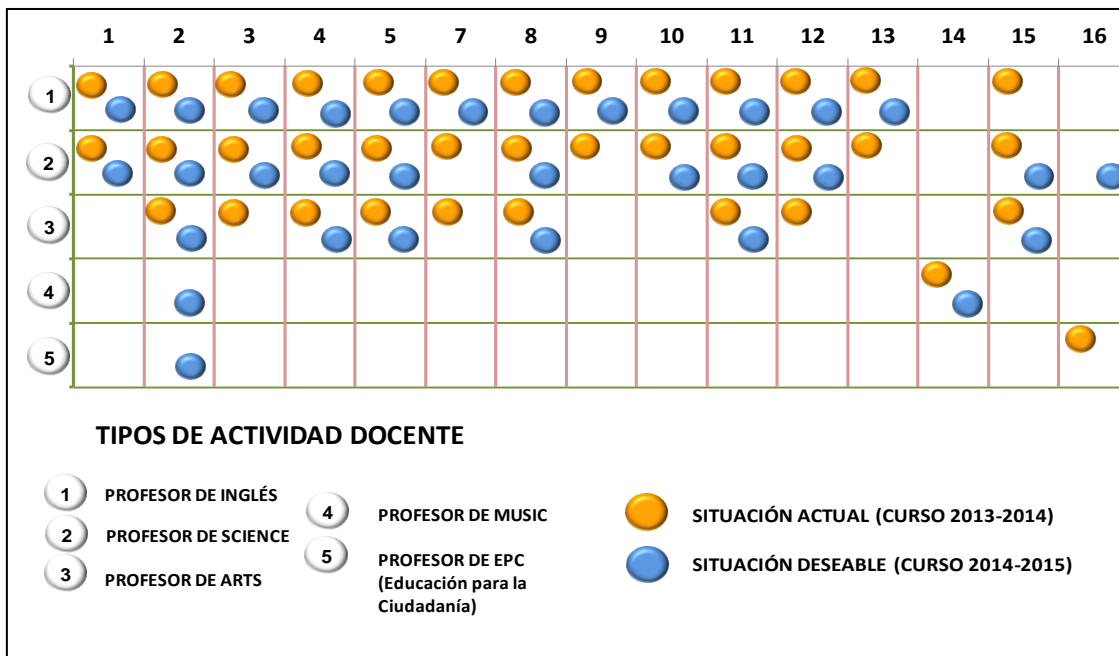 1 2 3 4 5 7 8 9 10 11 12 13 14 15 16
1
2
3
4
5
TIPOS DE ACTIVIDAD DOCENTE
1 PROFESOR DE INGLÉS
2 PROFESOR DE SCIENCE
3 PROFESOR DE ARTS
4 PROFESOR DE MUSIC
5 PROFESOR DE EPC
(Educación para la
Ciudadanía)
SITUACIÓN ACTUAL (CURSO 2013-2014)
SITUACIÓN DESEABLE (CURSO 2014-2015)